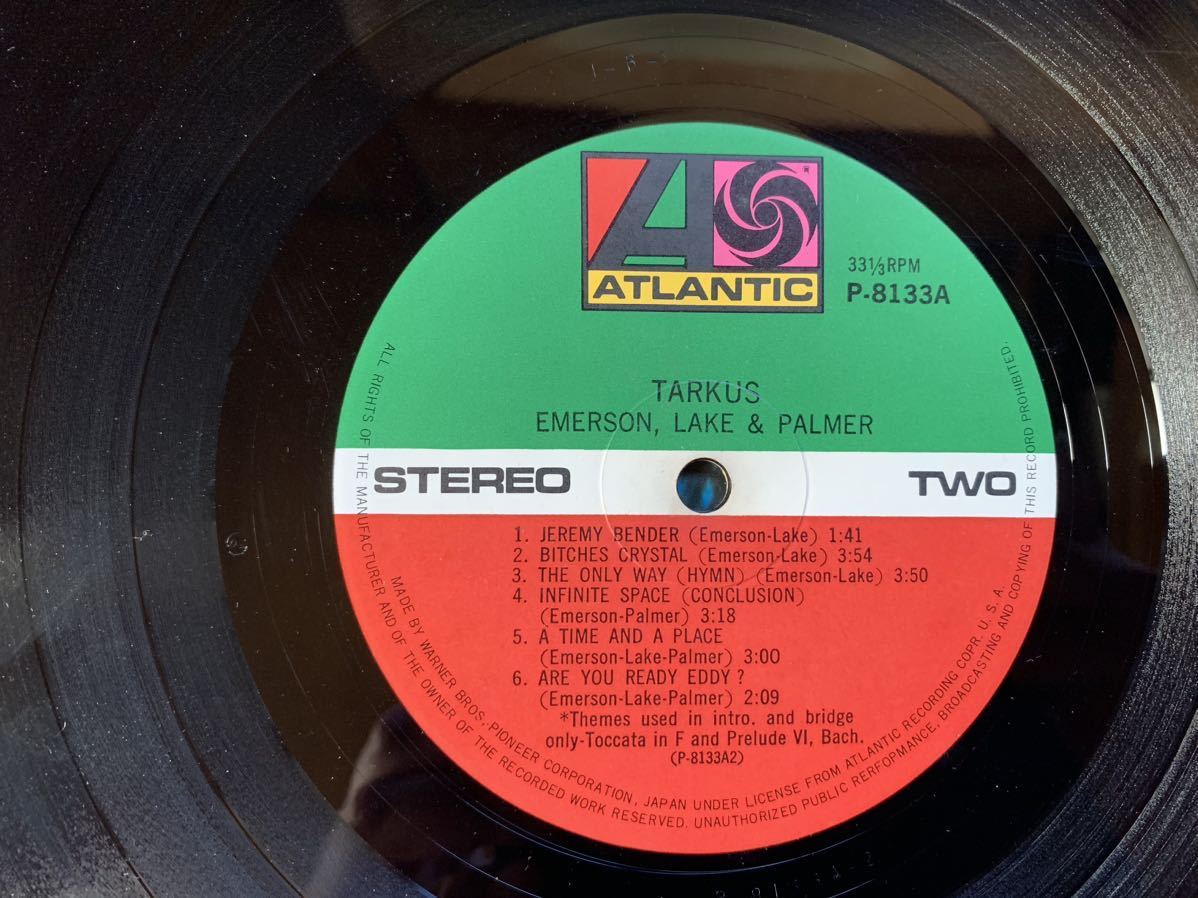 ATLANTIC
33⅓RPM
P-8133A
TARKUS
EMERSON, LAKE & PALMER
STEREO
TWO
1. JEREMY BENDER (Emerson-Lake) 1:41
2. BITCHES CRYSTAL (Emerson-Lake) 3:54
3. THE ONLY WAY (HYMN) (Emerson-Lake) 3:50
4. INFINITE SPACE (CONCLUSION)
(Emerson-Palmer) 3:18
5. A TIME AND A PLACE
(Emerson-Lake-Palmer) 3:00
6. ARE YOU READY EDDY?
(Emerson-Lake-Palmer) 2:09
*Themes used in intro. and bridge
only-Toccata in F and Prelude VI, Bach.
(P-8133A2)
MADE BY WARNER BROS.-PIONEER CORPORATION, JAPAN UNDER LICENSE FROM ATLANTIC RECORDING COPR. U. S. A.
ALL RIGHTS OF THE MANUFACTURER AND OF THE OWNER OF THE RECORDED WORK RESERVED. UNAUTHORIZED PUBLIC RERFOPMANCE, BROADCASTING AND COPYING OF THIS RECORD PROHIBITED.